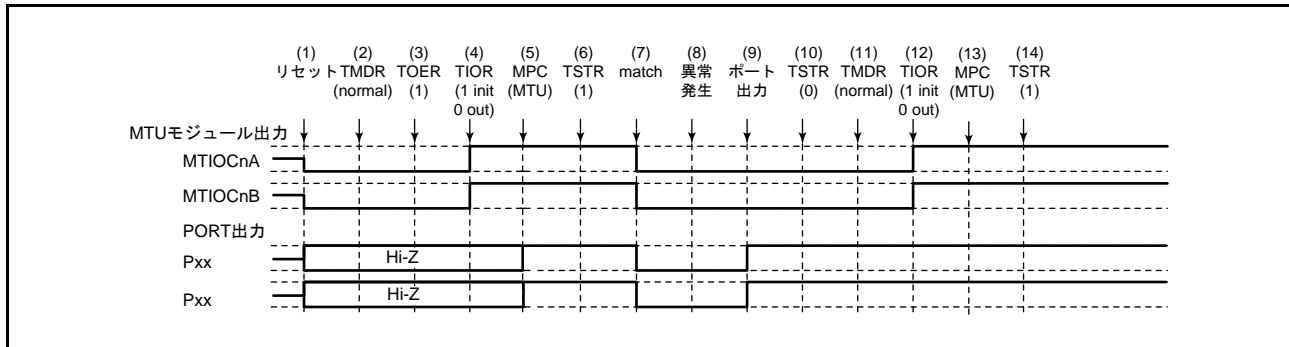 (1) (2) (3) (4) (5) (6) (7) (8) (9) (10) (11) (12) (13) (14)
リセット TMDR TOER TIOR MPC TSTR match 異常 ポート TSTR TMDR TIOR MPC TSTR
(normal) (1) (1 init (MTU) (1) 発生 出力 (0) (normal) (1 init (MTU) (1)
0 out) 0 out)
MTUモジュール出力
MTIOCnA
MTIOCnB
PORT出力
Pxx Hi-Z
Pxx Hi-Z